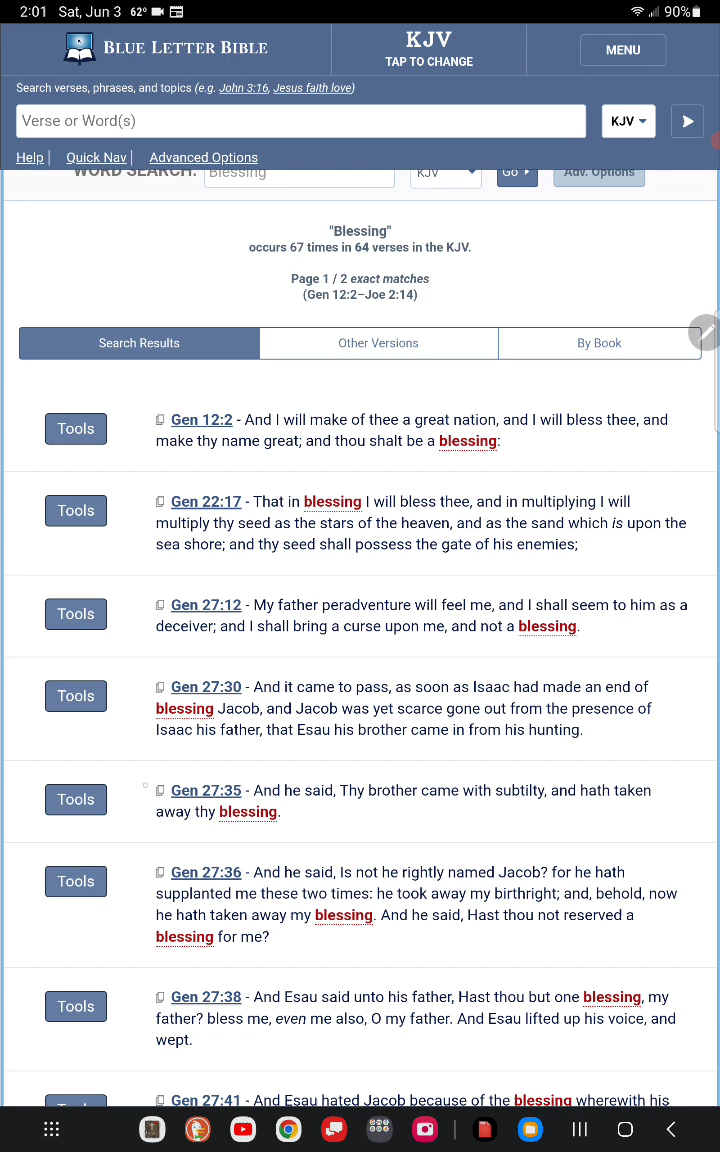 2:01 Sat, Jun 3 62° 90%
BLUE LETTER BIBLE
KJV
TAP TO CHANGE
MENU
Search verses, phrases, and topics (e.g. John 3:16, Jesus faith love)
Verse or Word(s)
KJV
Help | Quick Nav | Advanced Options
WORD SEARCH: Blessing KJV Go Adv. Options
"Blessing"
occurs 67 times in 64 verses in the KJV.
Page 1 / 2 exact matches
(Gen 12:2–Joe 2:14)
Search Results Other Versions By Book
Tools
Gen 12:2 - And I will make of thee a great nation, and I will bless thee, and
make thy name great; and thou shalt be a blessing:
Tools
Gen 22:17 - That in blessing I will bless thee, and in multiplying I will
multiply thy seed as the stars of the heaven, and as the sand which is upon the
sea shore; and thy seed shall possess the gate of his enemies;
Tools
Gen 27:12 - My father peradventure will feel me, and I shall seem to him as a
deceiver; and I shall bring a curse upon me, and not a blessing.
Tools
Gen 27:30 - And it came to pass, as soon as Isaac had made an end of
blessing Jacob, and Jacob was yet scarce gone out from the presence of
Isaac his father, that Esau his brother came in from his hunting.
Tools
Gen 27:35 - And he said, Thy brother came with subtilty, and hath taken
away thy blessing.
Tools
Gen 27:36 - And he said, Is not he rightly named Jacob? for he hath
supplanted me these two times: he took away my birthright; and, behold, now
he hath taken away my blessing. And he said, Hast thou not reserved a
blessing for me?
Tools
Gen 27:38 - And Esau said unto his father, Hast thou but one blessing, my
father? bless me, even me also, O my father. And Esau lifted up his voice, and
wept.
Gen 27:41 - And Esau hated Jacob because of the blessing wherewith his